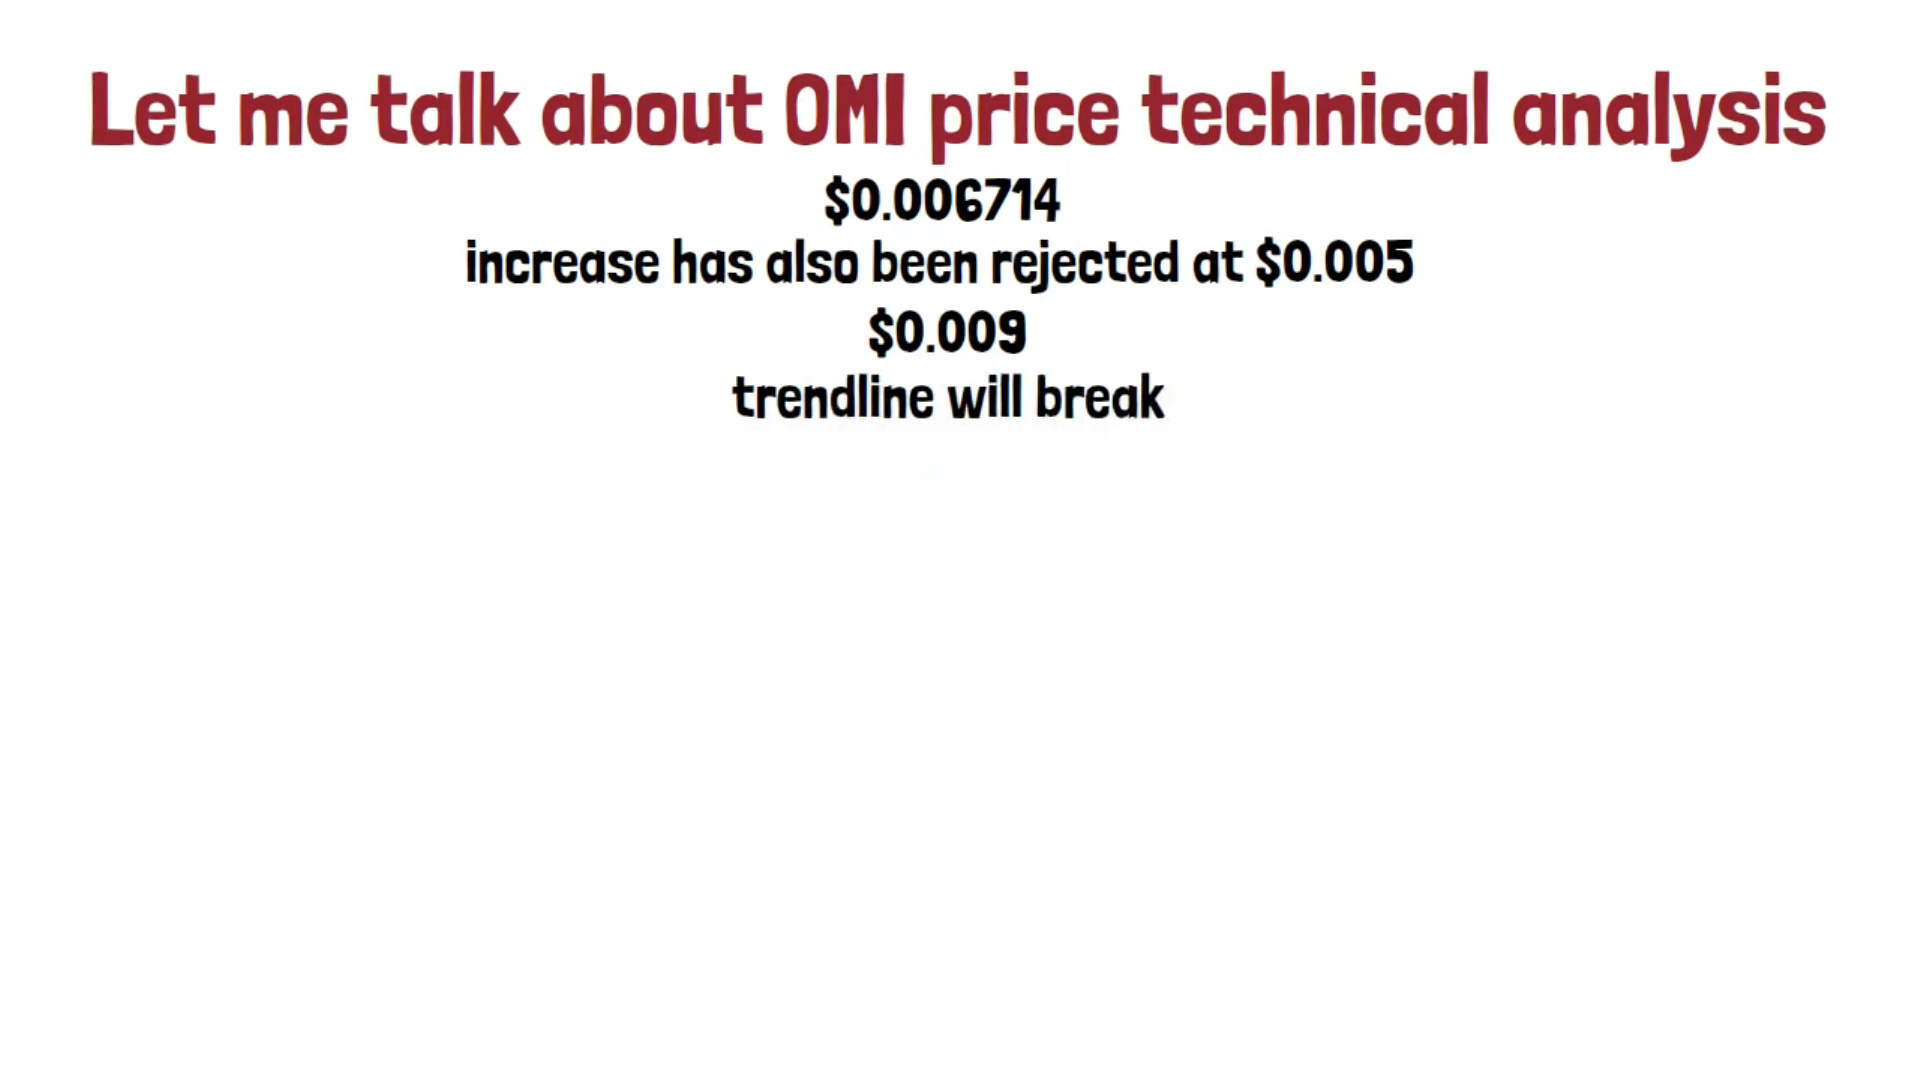 Let me talk about OMI price technical analysis
$0.006714
increase has also been rejected at $0.005
$0.009
trendline will break